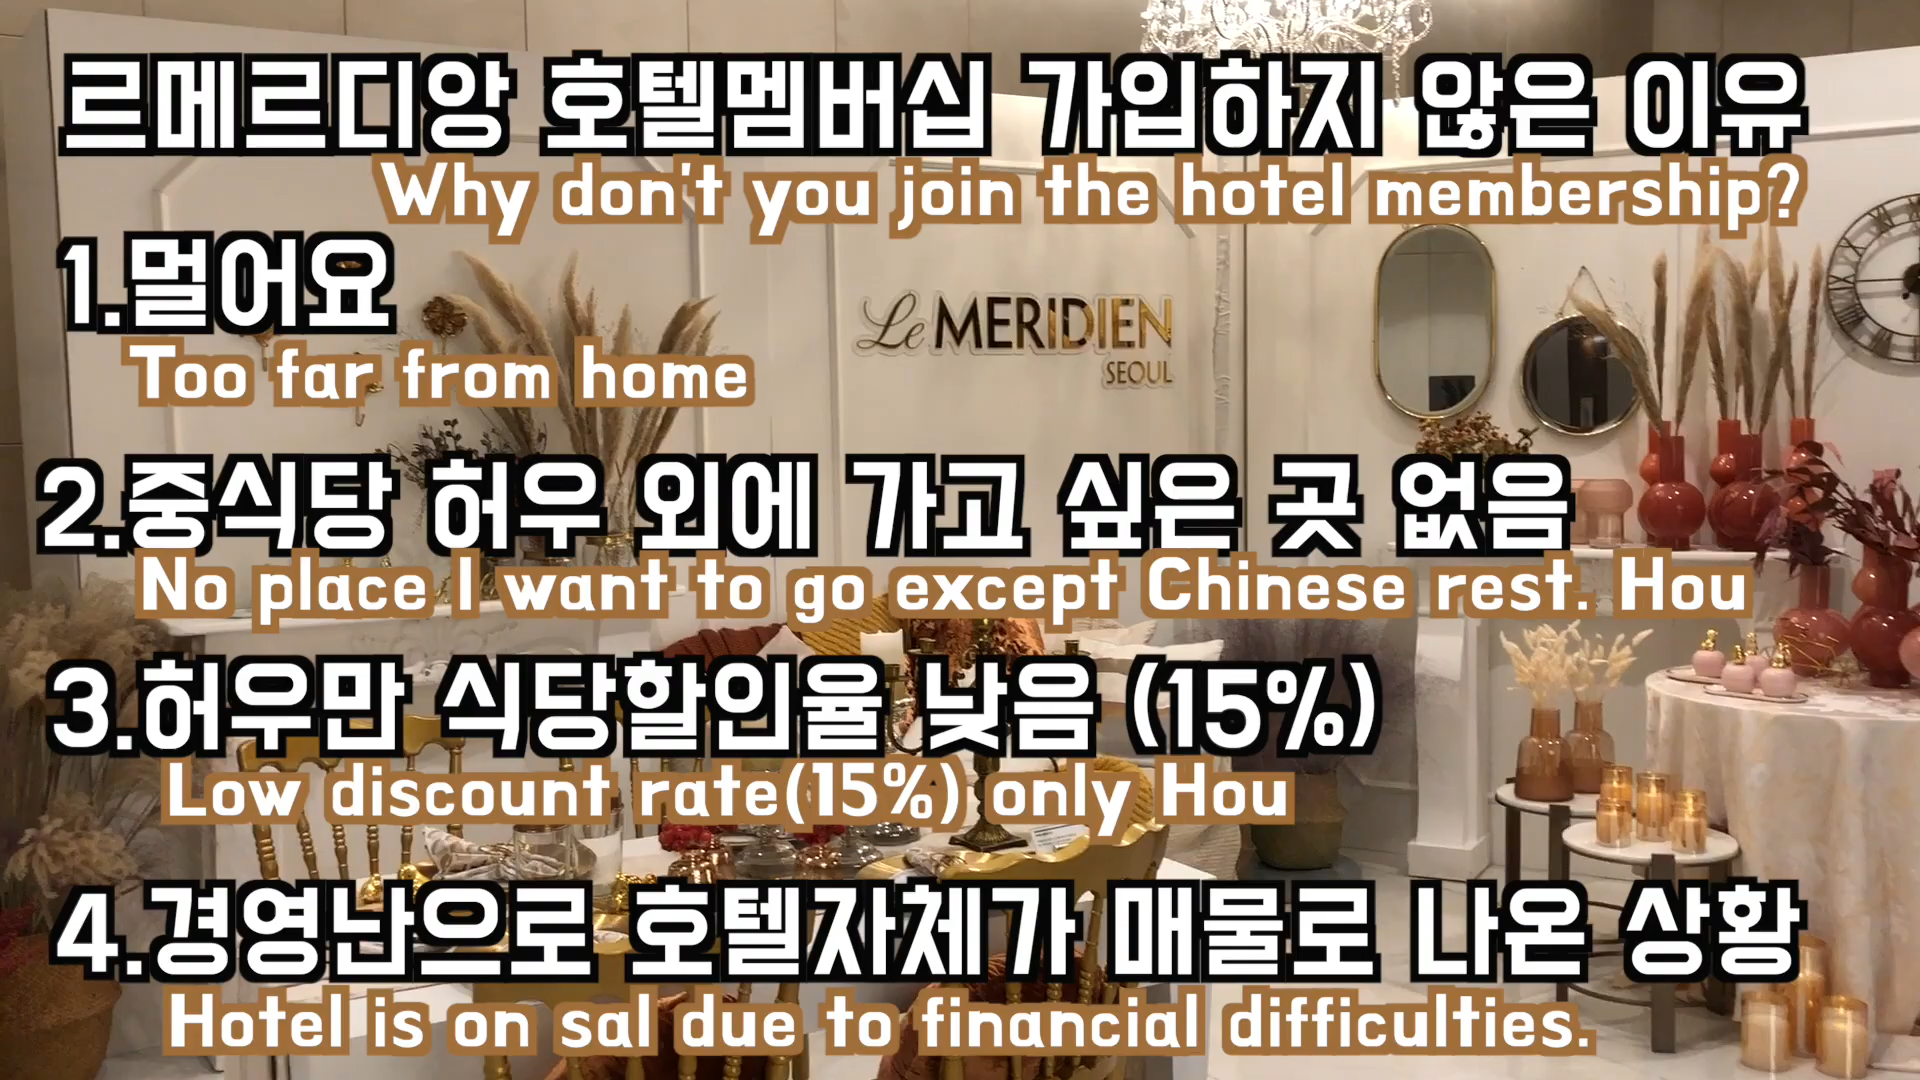 르메르디앙 호텔멤버십 가입하지 않은 이유
Why don't you join the hotel membership?
1.멀어요
Too far from home
Le MERIDIEN
SEOUL
2.중식당 허우 외에 가고 싶은 곳 없음
No place I want to go except Chinese rest. Hou
3.허우만 식당할인율 낮음 (15%)
Low discount rate(15%) only Hou
4.경영난으로 호텔자체가 매물로 나온 상황
Hotel is on sal due to financial difficulties.